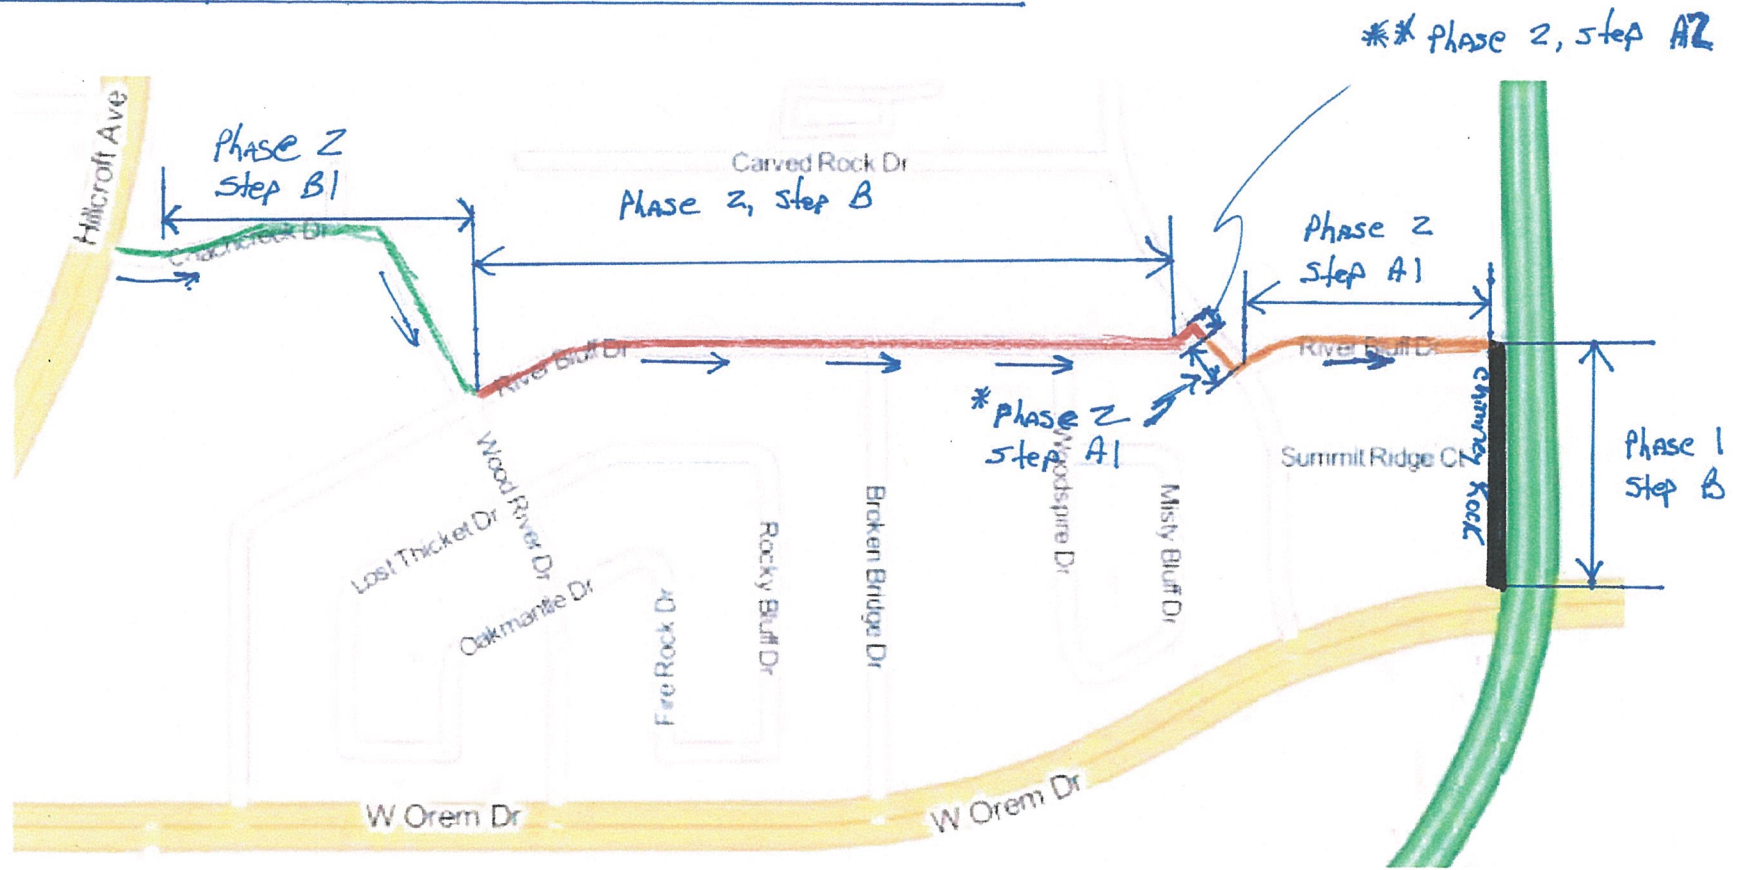 ** Phase 2, Step A2
Hillcroft Ave
Phase 2
Step B1
Carved Rock Dr
Phase 2, Step B
Phase 2
Step A1
River Bluff Dr
River Bluff Dr
* Phase 2
Step A1
Chimney Rock
Summit Ridge Ct
Phase 1
Step B
Wood River Dr
Lost Thicket Dr
Oakmantle Dr
Fire Rock Dr
Rocky Bluff Dr
Broken Bridge Dr
Woodspire Dr
Misty Bluff Dr
W Orem Dr
W Orem Dr